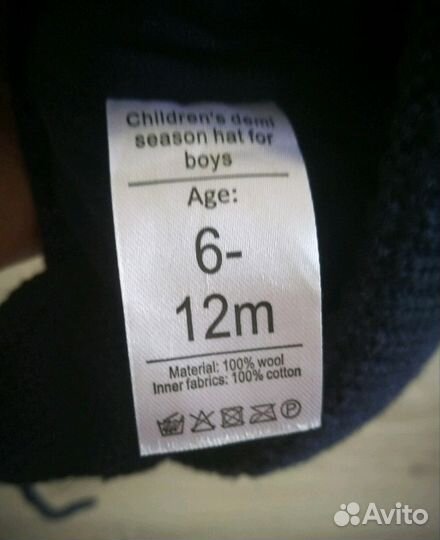 Children's demi
season hat for
boys
Age:
6-
12m
Material: 100% wool
Inner fabrics: 100% cotton
P
Avito